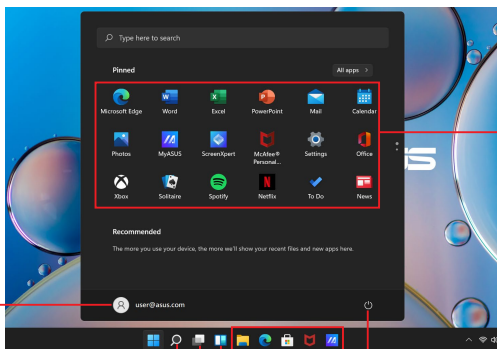 Type here to search
Pinned
All apps >
Microsoft Edge
Word
Excel
PowerPoint
Mail
Calendar
Photos
MyASUS
ScreenXpert
McAfee®
Personal...
Settings
Office
Xbox
Solitaire
Spotify
Netflix
To Do
News
Recommended
The more you use your device, the more we'll show your recent files and new apps here.
user@asus.com